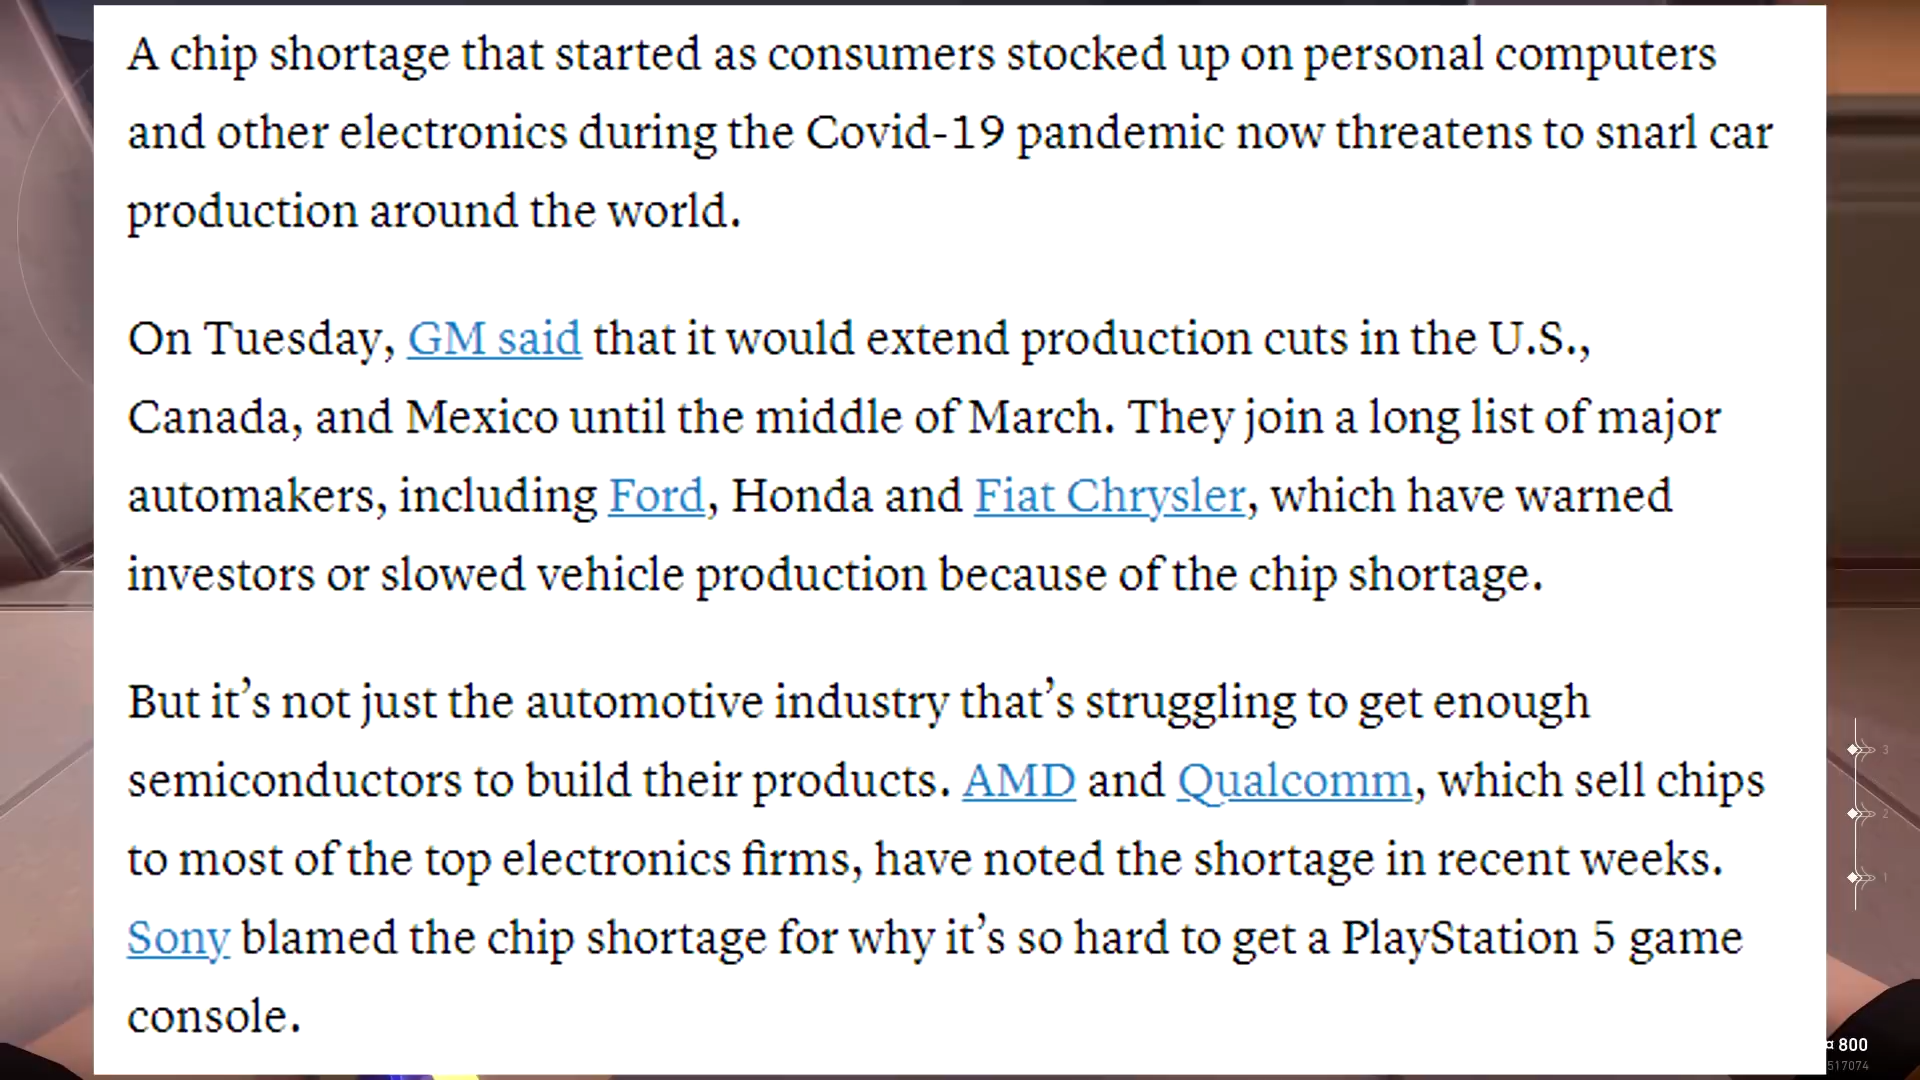 A chip shortage that started as consumers stocked up on personal computers
and other electronics during the Covid-19 pandemic now threatens to snarl car
production around the world.
On Tuesday, GM said that it would extend production cuts in the U.S.,
Canada, and Mexico until the middle of March. They join a long list of major
automakers, including Ford, Honda and Fiat Chrysler, which have warned
investors or slowed vehicle production because of the chip shortage.
But it’s not just the automotive industry that’s struggling to get enough
semiconductors to build their products. AMD and Qualcomm, which sell chips
to most of the top electronics firms, have noted the shortage in recent weeks.
Sony blamed the chip shortage for why it’s so hard to get a PlayStation 5 game
console.
3
2
1
¤ 800
517074